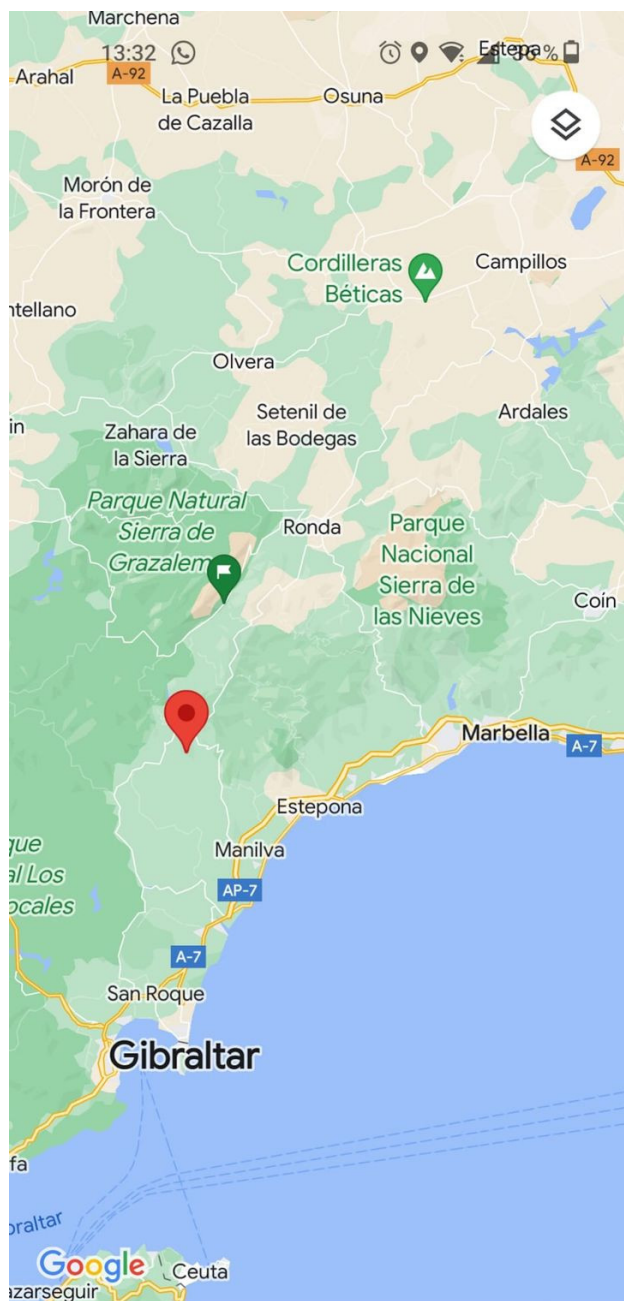 Marchena
13:32
Estepa
36 %
Arahal
A-92
La Puebla
de Cazalla
Osuna
A-92
Morón de
la Frontera
Cordilleras
Béticas
Campillos
ntellano
Olvera
Setenil de
las Bodegas
Ardales
in
Zahara de
la Sierra
Parque Natural
Sierra de
Grazalem
Ronda
Parque
Nacional
Sierra de
las Nieves
Coín
Marbella
A-7
Estepona
que
al Los
ocales
Manilva
AP-7
A-7
San Roque
Gibraltar
fa
braltar
Google
Ceuta
azarseguir